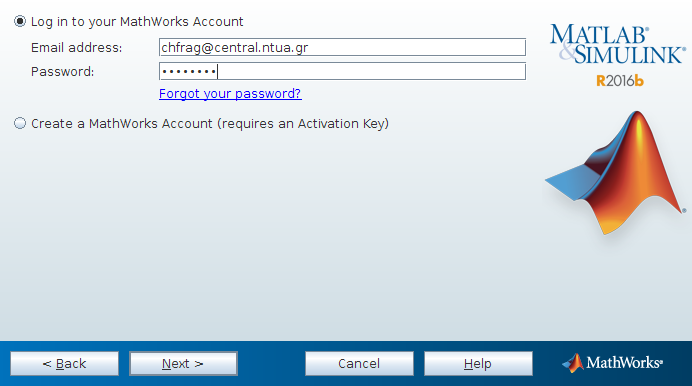 Log in to your MathWorks Account
Email address: chfrag@central.ntua.gr
Password: ••••••••
Forgot your password?
Create a MathWorks Account (requires an Activation Key)
MATLAB®
&SIMULINK®
R2016b
®
< Back Next > Cancel Help MathWorks®